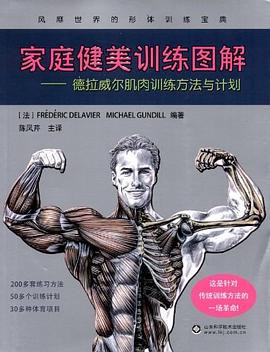 风靡世界的形体训练宝典
家庭健美训练图解
——德拉威尔肌肉训练方法与计划
[法] FRÉDÉRIC DELAVIER MICHAEL GUNDILL 编著
陈凤芹 主译
200多套练习方法
50多个训练计划
30多种体育项目
这是针对
传统训练方法的
一场革命!
山东科学技术出版社
www.lkj.com.cn